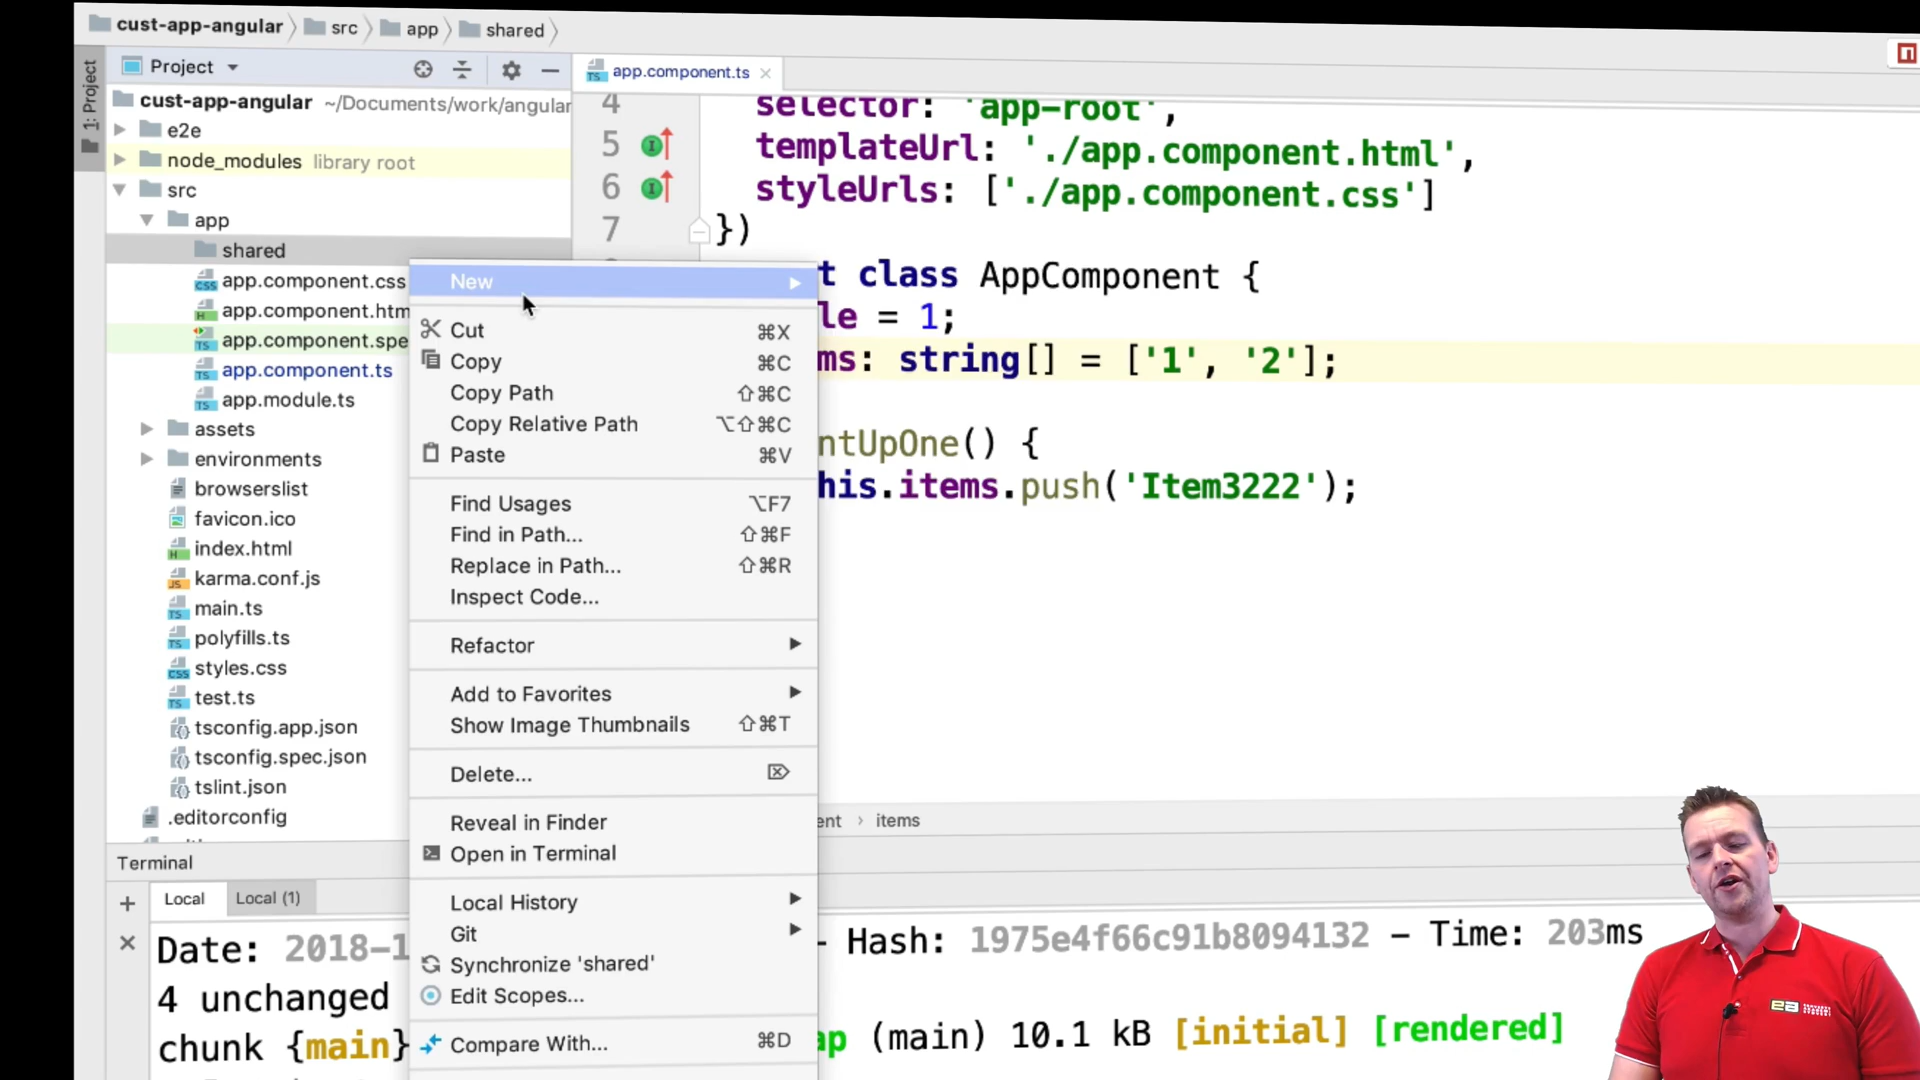 cust-app-angular
src
app
shared
1: Project
Project
app.component.ts
cust-app-angular ~/Documents/work/angular
e2e
node_modules library root
src
app
shared
app.component.css
app.component.htm
app.component.spe
app.component.ts
app.module.ts
assets
environments
browserslist
favicon.ico
index.html
karma.conf.js
main.ts
polyfills.ts
styles.css
test.ts
tsconfig.app.json
tsconfig.spec.json
tslint.json
.editorconfig
4 selector: 'app-root',
5 templateUrl: './app.component.html',
6 styleUrls: ['./app.component.css']
7 })
t class AppComponent {
le = 1;
ms: string[] = ['1', '2'];
ntUpOne() {
his.items.push('Item3222');
ent › items
New
Cut ⌘X
Copy ⌘C
Copy Path ⇧⌘C
Copy Relative Path ⌥⇧⌘C
Paste ⌘V
Find Usages ⌥F7
Find in Path... ⇧⌘F
Replace in Path... ⇧⌘R
Inspect Code...
Refactor
Add to Favorites
Show Image Thumbnails ⇧⌘T
Delete... ⌦
Reveal in Finder
Open in Terminal
Local History
Git
Synchronize 'shared'
Edit Scopes...
Compare With... ⌘D
Terminal
Local Local (1)
Date: 2018-1
- Hash: 1975e4f66c91b8094132 - Time: 203ms
4 unchanged
chunk {main}
ap (main) 10.1 kB [initial] [rendered]
ea